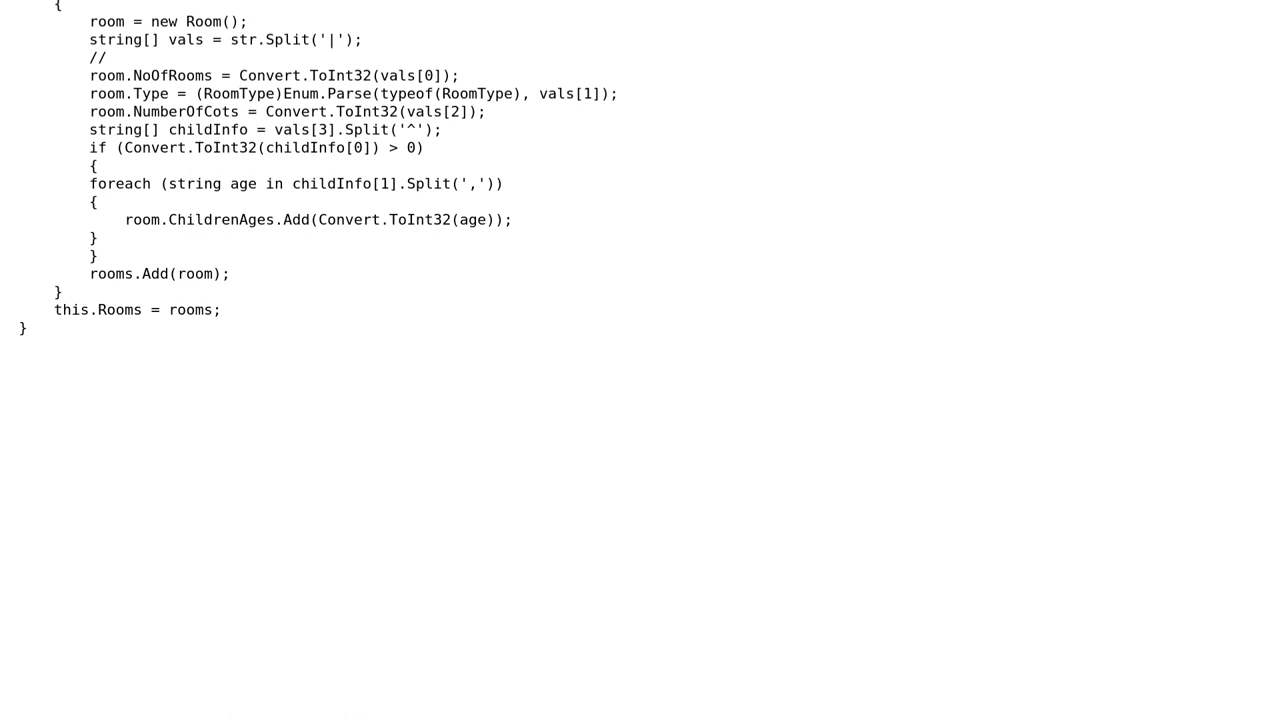 {
room = new Room();
string[] vals = str.Split('|');
//
room.NoOfRooms = Convert.ToInt32(vals[0]);
room.Type = (RoomType)Enum.Parse(typeof(RoomType), vals[1]);
room.NumberOfCots = Convert.ToInt32(vals[2]);
string[] childInfo = vals[3].Split('^');
if (Convert.ToInt32(childInfo[0]) > 0)
{
foreach (string age in childInfo[1].Split(','))
{
room.ChildrenAges.Add(Convert.ToInt32(age));
}
}
rooms.Add(room);
}
this.Rooms = rooms;
}